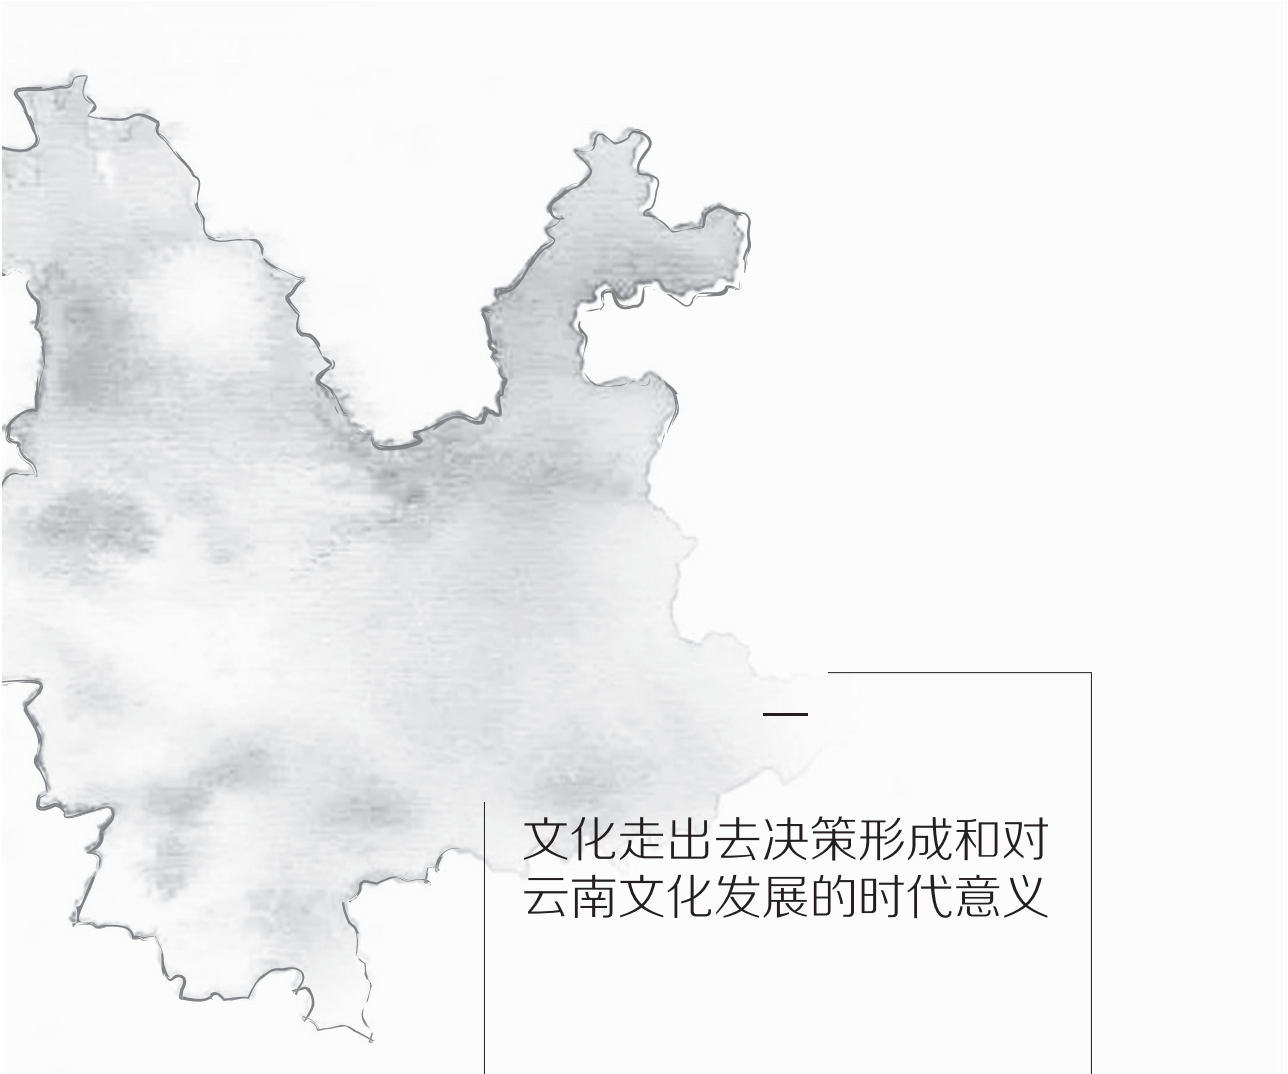 一
文化走出去决策形成和对
云南文化发展的时代意义